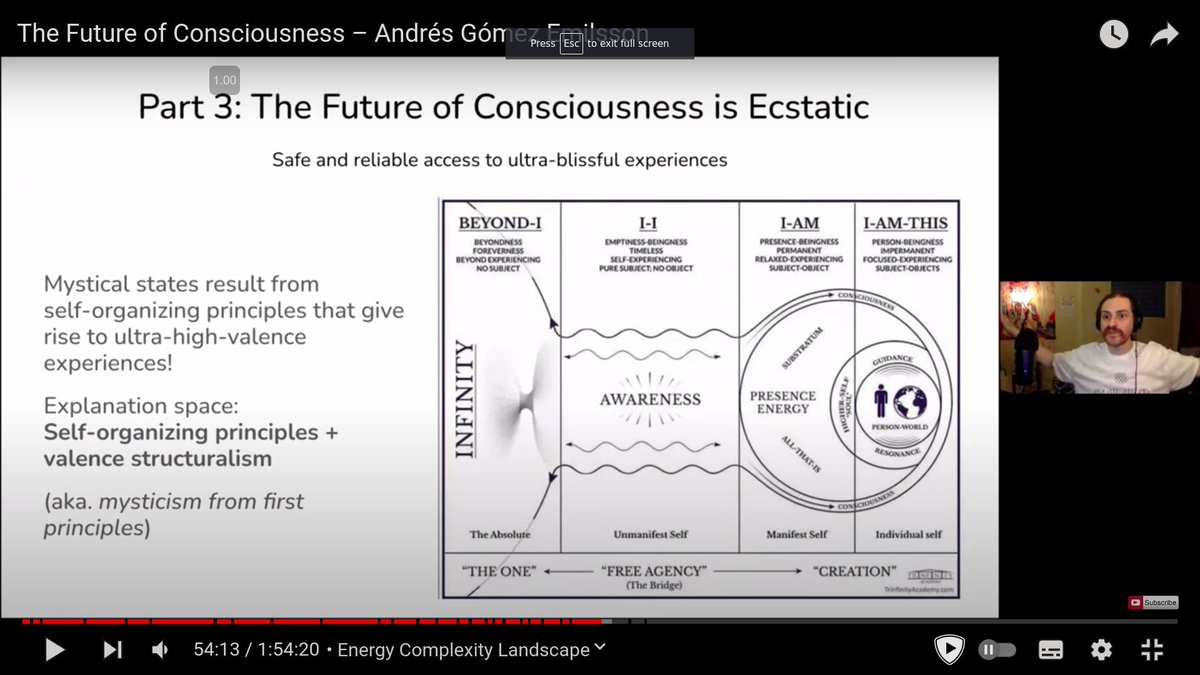 The Future of Consciousness – Andrés Gómez Emilsson
Press Esc to exit full screen
1.00
Part 3: The Future of Consciousness is Ecstatic
Safe and reliable access to ultra-blissful experiences
Mystical states result from
self-organizing principles that give
rise to ultra-high-valence
experiences!
Explanation space:
Self-organizing principles +
valence structuralism
(aka. mysticism from first
principles)
BEYOND-I
BEYONDNESS
FOREVERNESS
BEYOND EXPERIENCING
NO SUBJECT
I-I
EMPTINESS-BEINGNESS
TIMELESS
SELF-EXPERIENCING
PURE SUBJECT; NO OBJECT
I-AM
PRESENCE-BEINGNESS
PERMANENT
RELAXED-EXPERIENCING
SUBJECT-OBJECT
I-AM-THIS
PERSON-BEINGNESS
IMPERMANENT
FOCUSED-EXPERIENCING
SUBJECT-OBJECTS
INFINITY
AWARENESS
CONSCIOUSNESS
SUBSTRATUM
PRESENCE
ENERGY
ALL-THAT-IS
CONSCIOUSNESS
HIGHER-SELF
"SOUL"
GUIDANCE
PERSON-WORLD
RESONANCE
The Absolute
Unmanifest Self
Manifest Self
Individual self
"THE ONE"
"FREE AGENCY"
(The Bridge)
"CREATION"
TrinfinityAcademy.com
Subscribe
54:13 / 1:54:20 • Energy Complexity Landscape